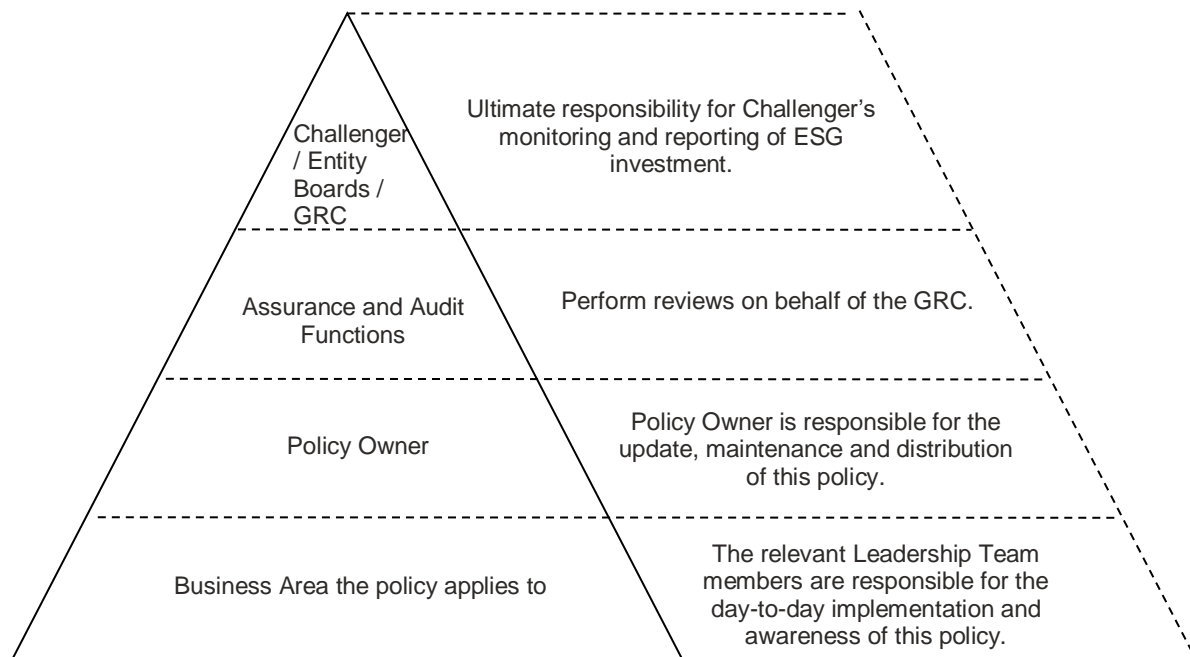 Challenger
/ Entity
Boards /
GRC
Ultimate responsibility for Challenger’s
monitoring and reporting of ESG
investment.
Assurance and Audit
Functions
Perform reviews on behalf of the GRC.
Policy Owner
Policy Owner is responsible for the
update, maintenance and distribution
of this policy.
Business Area the policy applies to
The relevant Leadership Team
members are responsible for the
day-to-day implementation and
awareness of this policy.